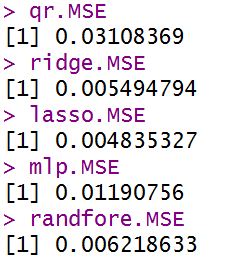 > qr.MSE
[1] 0.03108369
> ridge.MSE
[1] 0.005494794
> lasso.MSE
[1] 0.004835327
> mlp.MSE
[1] 0.01190756
> randfore.MSE
[1] 0.006218633